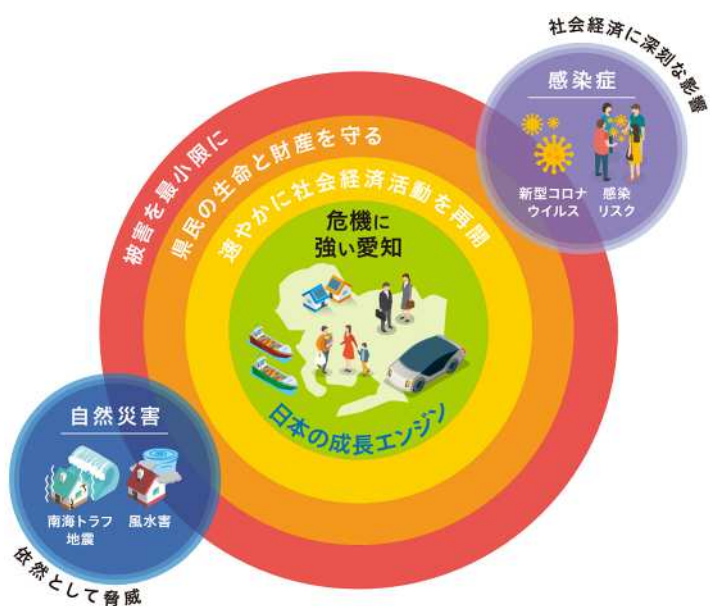 社会経済に深刻な影響
感染症
新型コロナ
ウイルス
感染
リスク
被害を最小限に
県民の生命と財産を守る
速やかに社会経済活動を再開
危機に
強い愛知
日本の成長エンジン
自然災害
南海トラフ
地震
風水害
依然として脅威